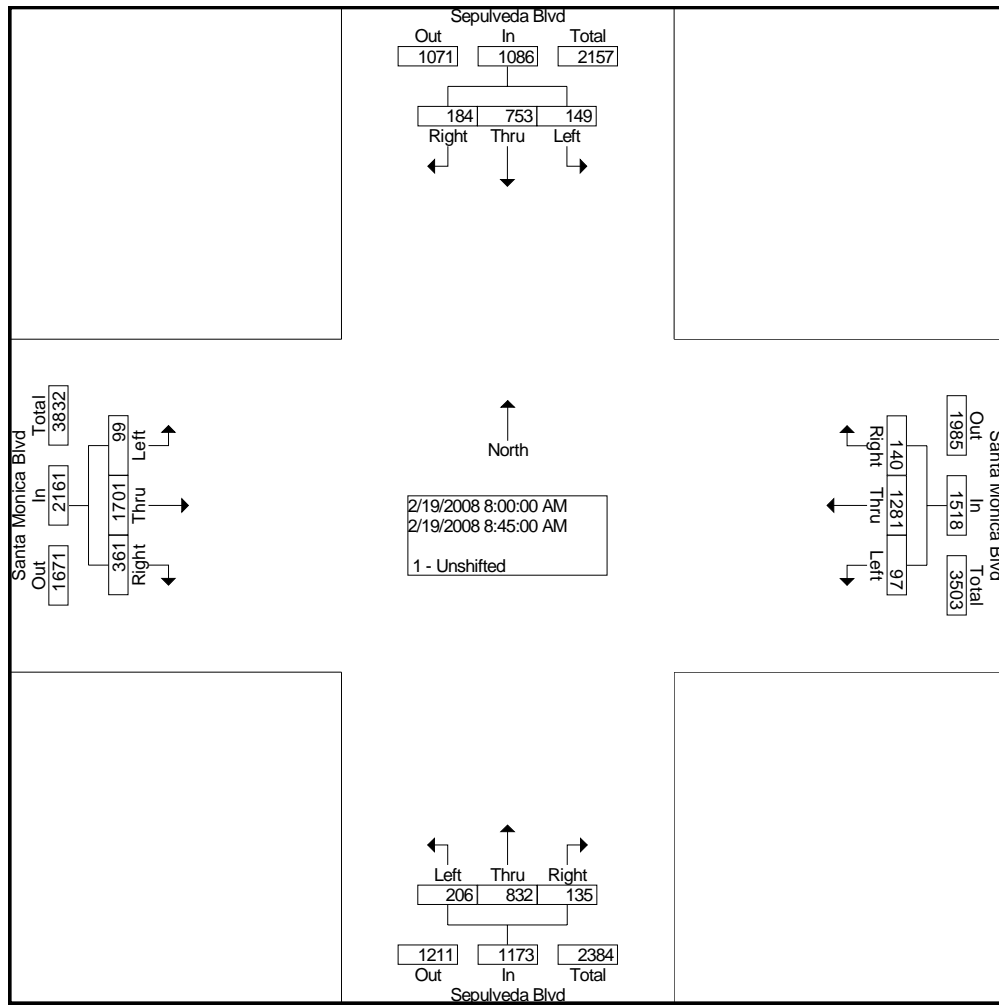 Sepulveda Blvd
Out In Total
1071 1086 2157
184 753 149
Right Thru Left
Santa Monica Blvd
Total In Out
3832 2161 1671
99 1701 361
Left Thru Right
North
2/19/2008 8:00:00 AM
2/19/2008 8:45:00 AM
1 - Unshifted
Right Thru Left
140 1281 97
Out In Total
1985 1518 3503
Santa Monica Blvd
Left Thru Right
206 832 135
1211 1173 2384
Out In Total
Sepulveda Blvd